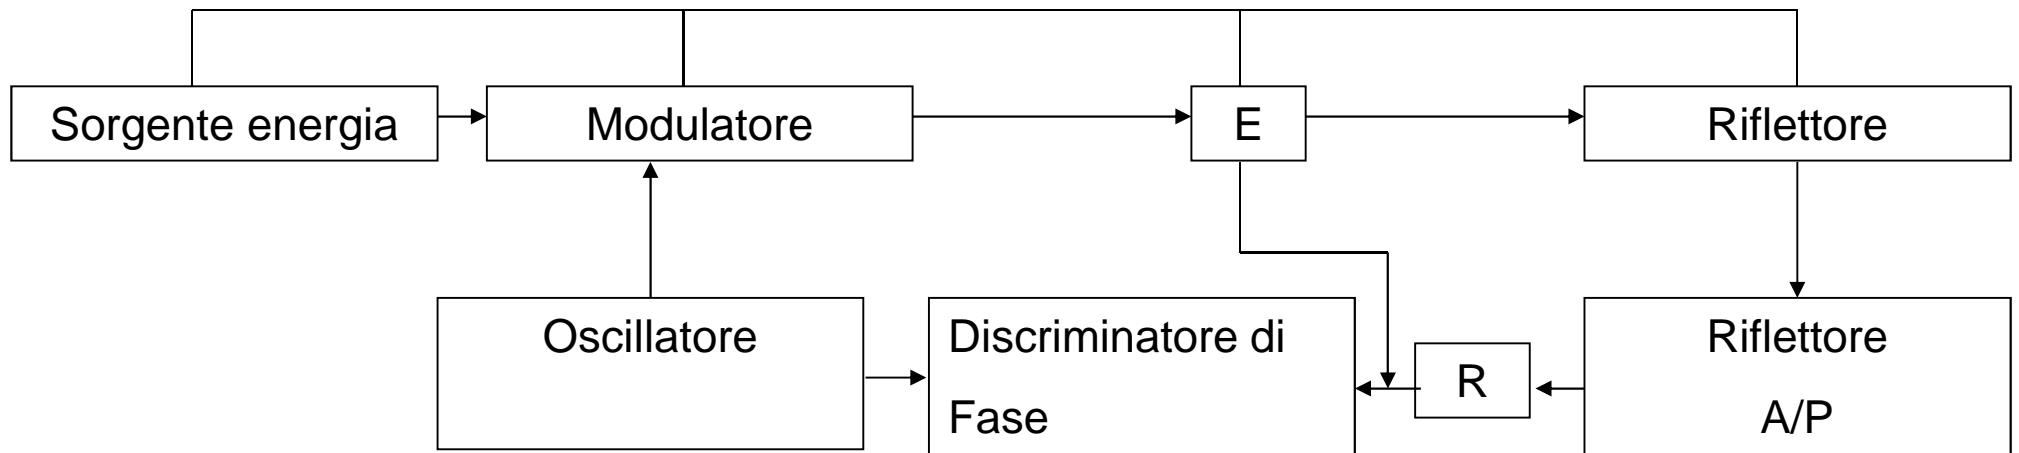 Sorgente energia
Modulatore
E
Riflettore
Oscillatore
Discriminatore di
Fase
R
Riflettore
A/P